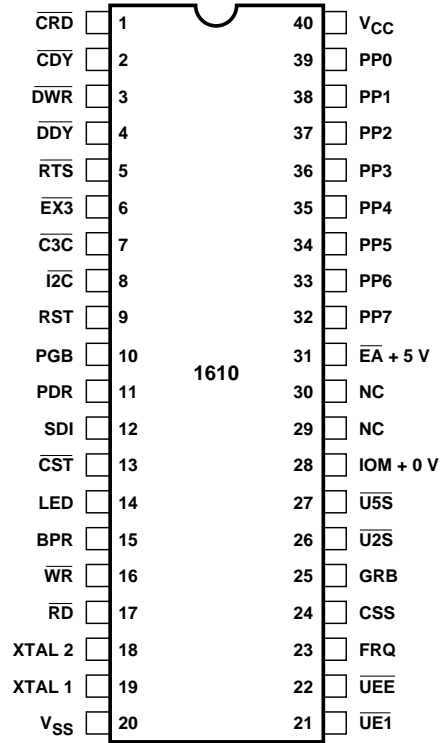 CRD 1 40 VCC
CDY 2 39 PP0
DWR 3 38 PP1
DDY 4 37 PP2
RTS 5 36 PP3
EX3 6 35 PP4
C3C 7 34 PP5
I2C 8 33 PP6
RST 9 32 PP7
PGB 10 31 EA + 5 V
1610
PDR 11 30 NC
SDI 12 29 NC
CST 13 28 IOM + 0 V
LED 14 27 U5S
BPR 15 26 U2S
WR 16 25 GRB
RD 17 24 CSS
XTAL 2 18 23 FRQ
XTAL 1 19 22 UEE
VSS 20 21 UE1